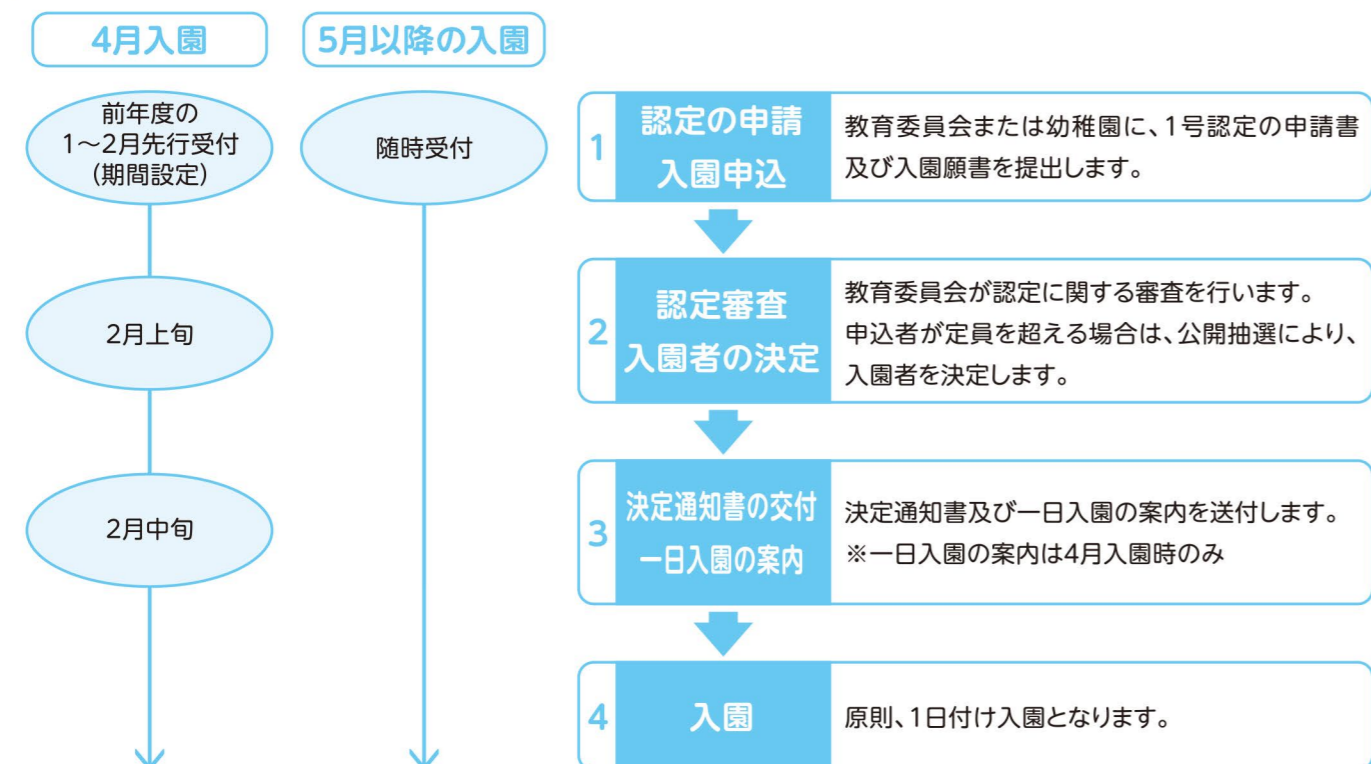 4月入園
5月以降の入園
前年度の
1～2月先行受付
(期間設定)
随時受付
1
認定の申請
入園申込
教育委員会または幼稚園に、1号認定の申請書
及び入園願書を提出します。
2月上旬
2
認定審査
入園者の決定
教育委員会が認定に関する審査を行います。
申込者が定員を超える場合は、公開抽選により、
入園者を決定します。
2月中旬
3
決定通知書の交付
一日入園の案内
決定通知書及び一日入園の案内を送付します。
※一日入園の案内は4月入園時のみ
4
入園
原則、1日付け入園となります。